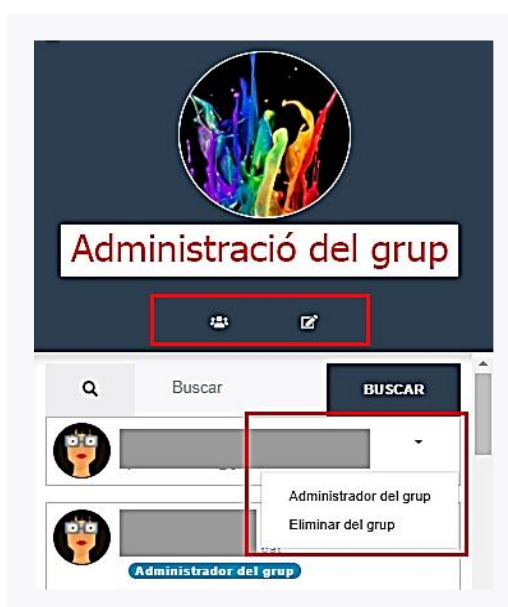 Administració del grup
Buscar BUSCAR
Administrador del grup
Eliminar del grup
Administrador del grup